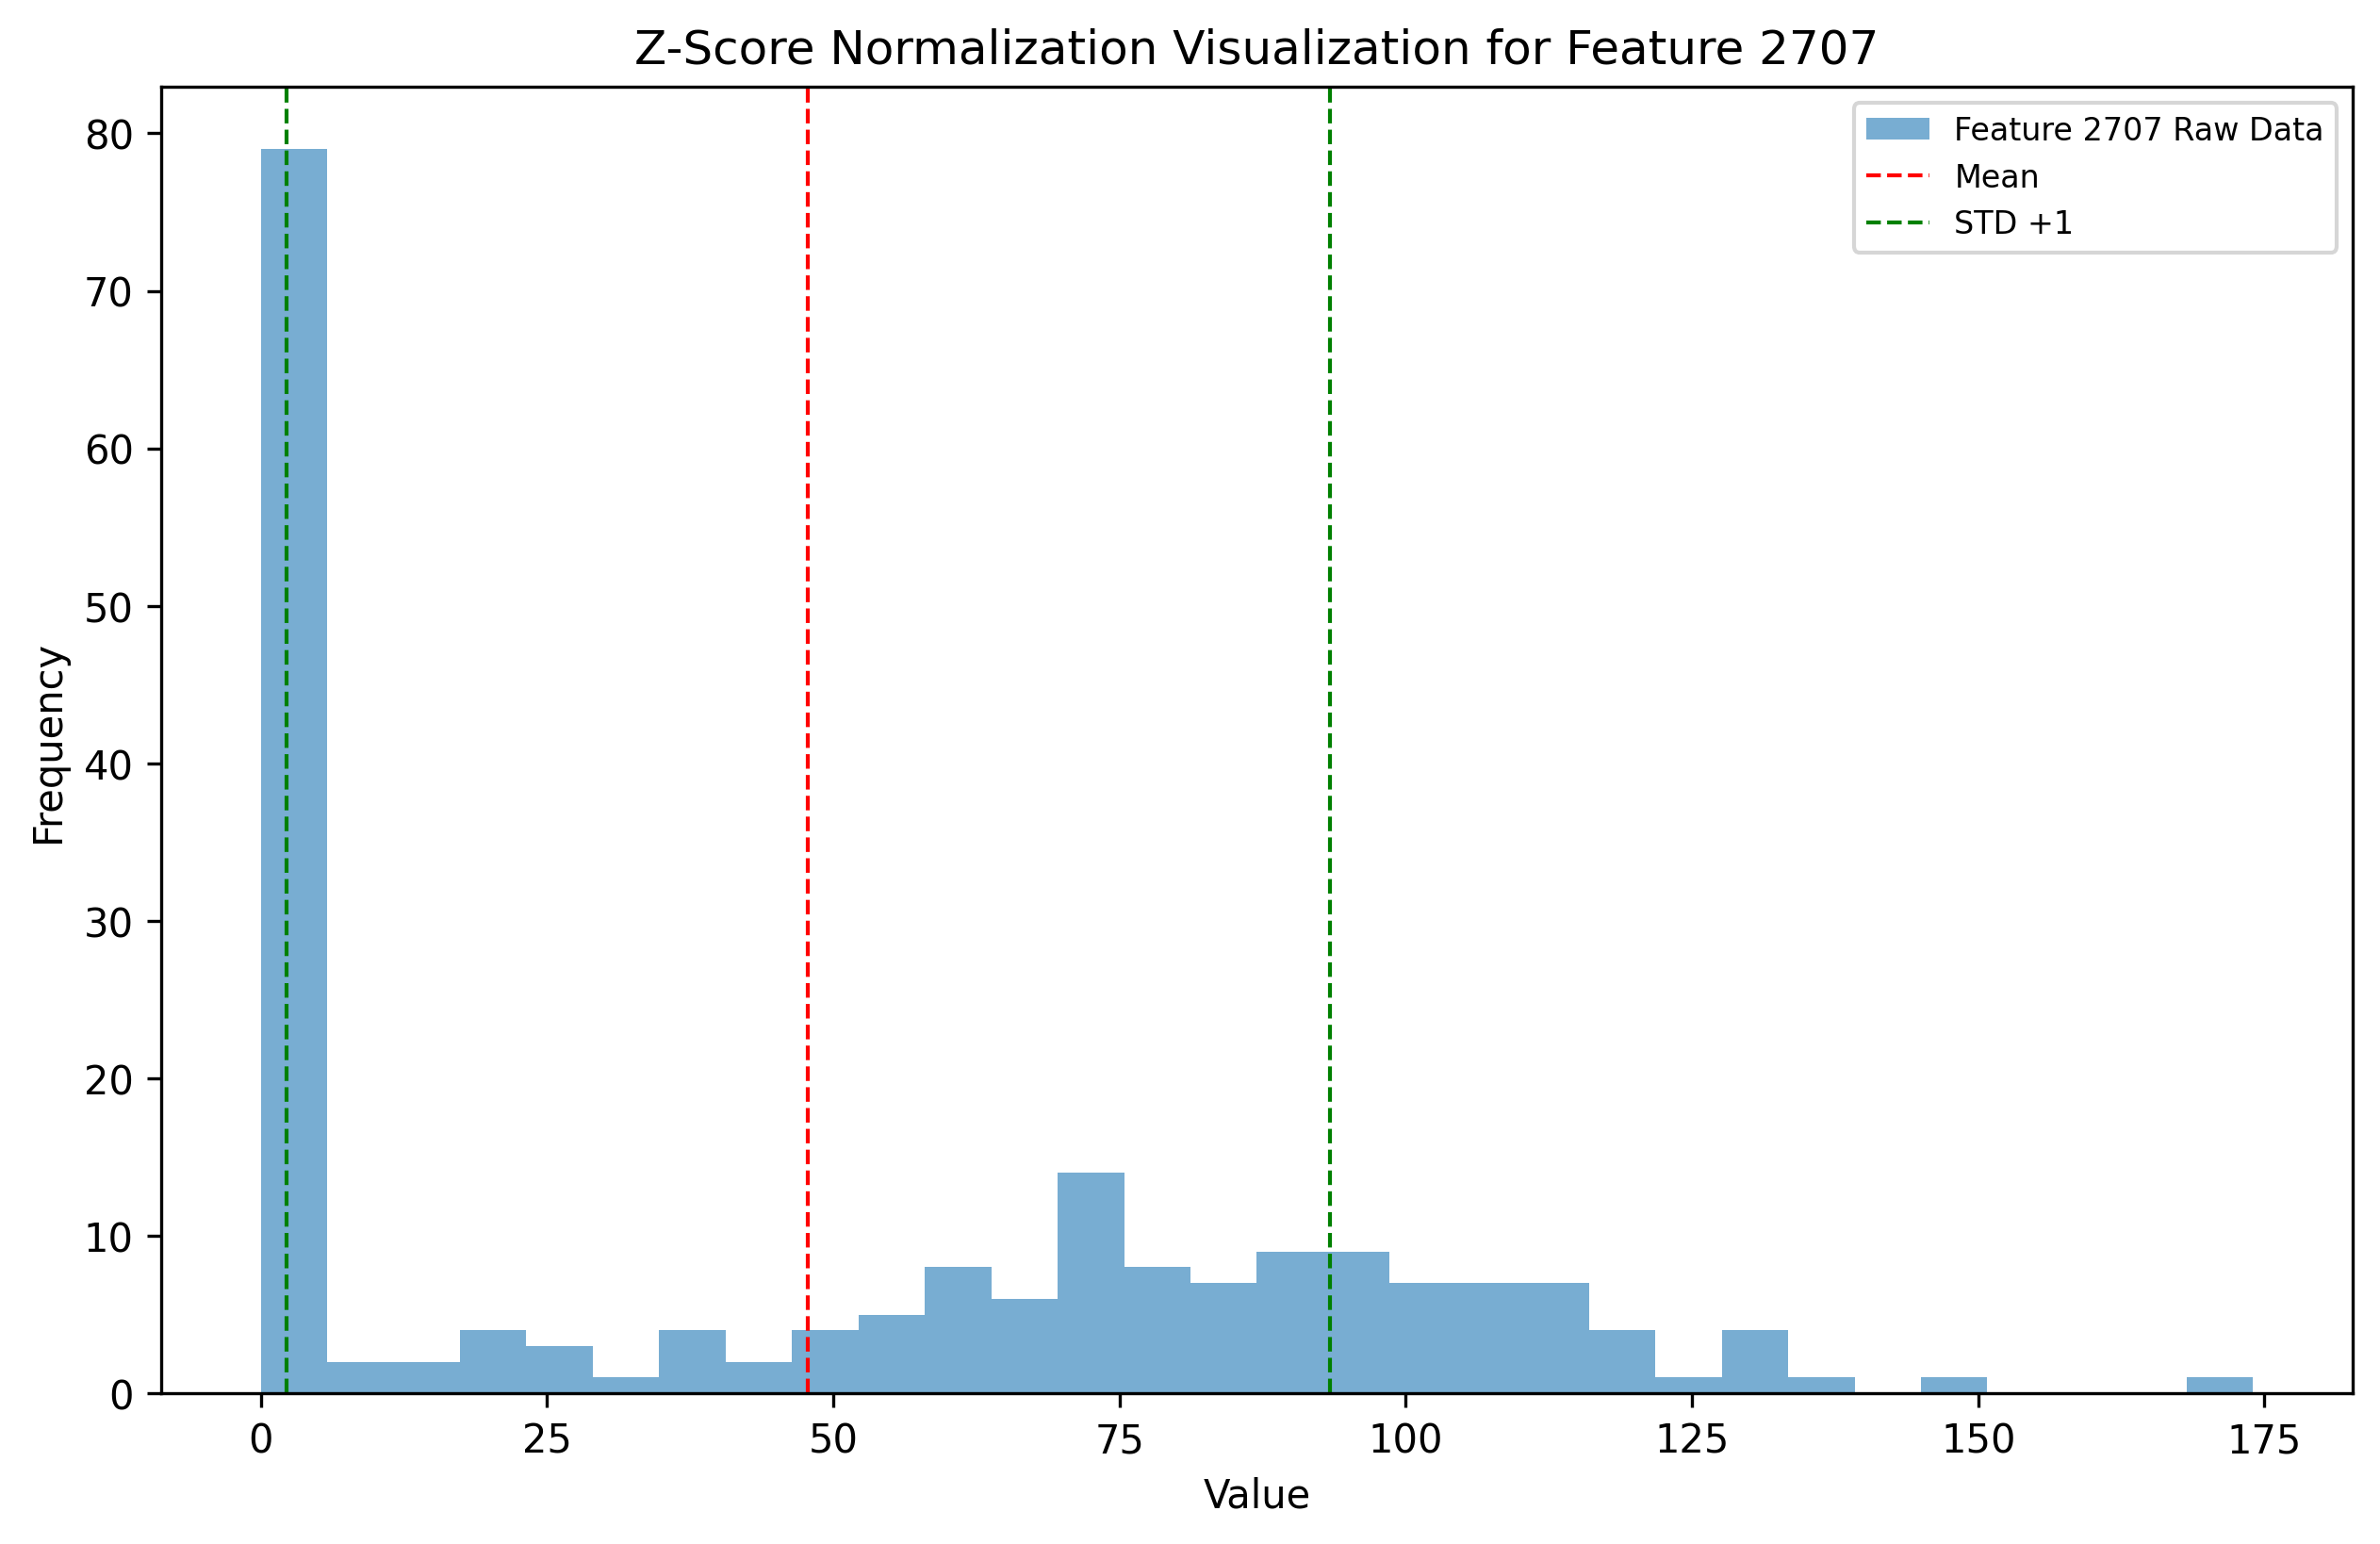 Z-Score Normalization Visualization for Feature 2707
Feature 2707 Raw Data
Mean
STD +1
80
70
60
50
40
30
20
10
0
Frequency
0 25 50 75 100 125 150 175
Value